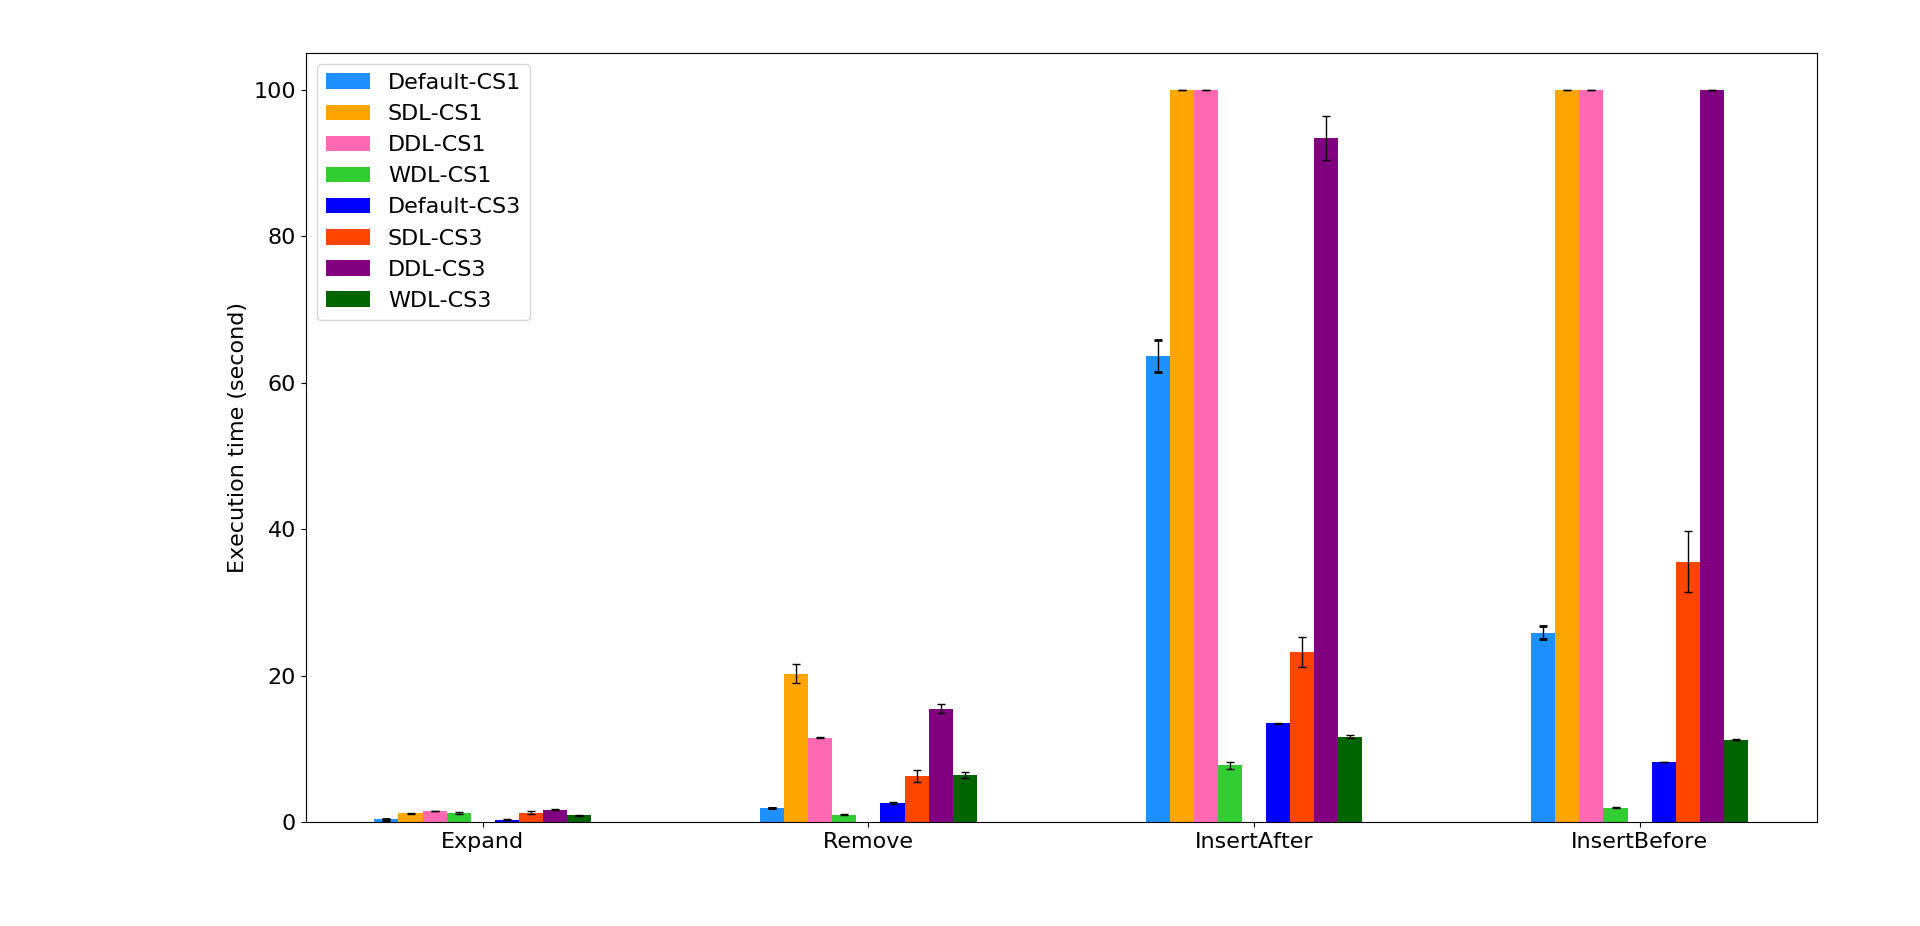 Default-CS1
SDL-CS1
DDL-CS1
WDL-CS1
Default-CS3
SDL-CS3
DDL-CS3
WDL-CS3
Execution time (second)
100
80
60
40
20
0
Expand Remove InsertAfter InsertBefore